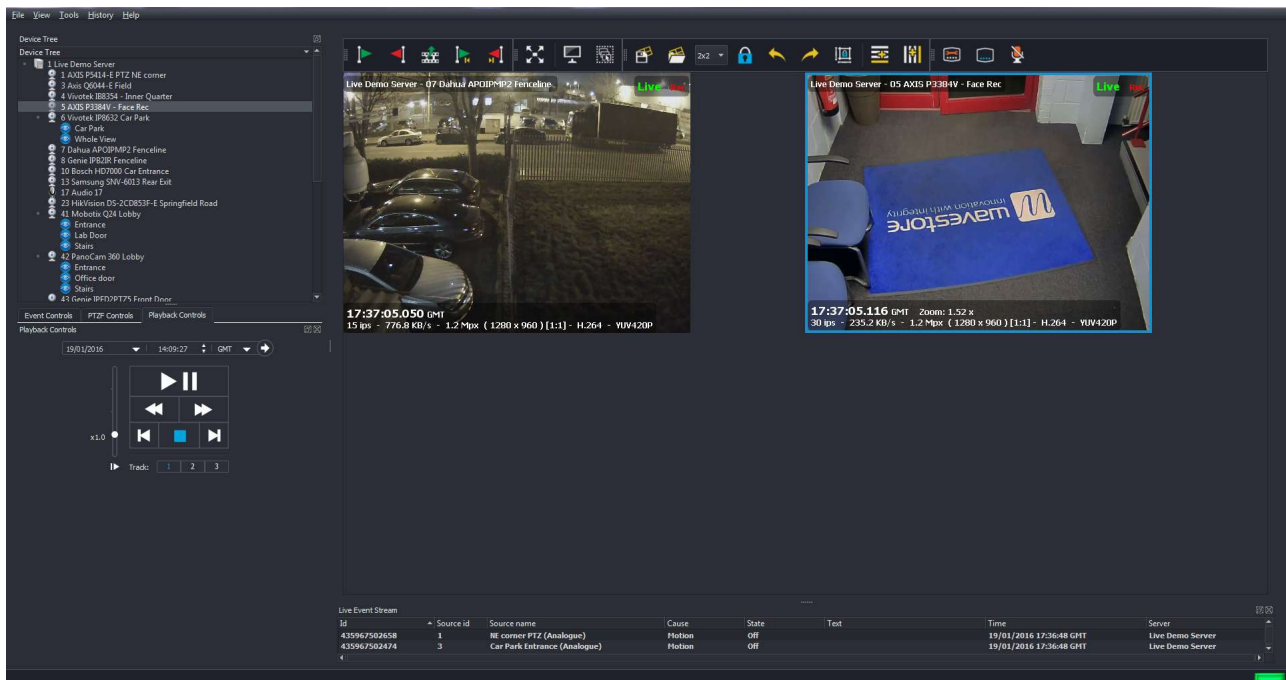 File View Tools History Help
Device Tree
Device Tree
1 Live Demo Server
1 AXIS P5414-E PTZ NE corner
3 Axis Q6044-E Field
4 Vivotek IB8354 - Inner Quarter
5 AXIS P3384V - Face Rec
6 Vivotek IP8632 Car Park
Car Park
Whole View
7 Dahua APOIPMP2 Fenceline
8 Genie IPB2IR Fenceline
10 Bosch HD7000 Car Entrance
13 Samsung SNV-6013 Rear Exit
17 Audio 17
23 HikVision DS-2CD853F-E Springfield Road
41 Mobotix Q24 Lobby
Entrance
Lab Door
Stairs
42 PanoCam 360 Lobby
Entrance
Office door
Stairs
43 Genie IPFD2PTZ5 Front Door
Event Controls PTZF Controls Playback Controls
Playback Controls
19/01/2016 14:09:27 GMT
x1.0
Track: 1 2 3
2x2
Live Demo Server - 07 Dahua APOIPMP2 Fenceline Live Rec
17:37:05.050 GMT
15 ips - 776.8 KB/s - 1.2 Mpx ( 1280 x 960 ) [1:1] - H.264 - YUV420P
Live Demo Server - 05 AXIS P3384V - Face Rec Live Rec
wavestore
innovation with integrity
17:37:05.116 GMT Zoom: 1.52 x
30 ips - 235.2 KB/s - 1.2 Mpx ( 1280 x 960 ) [1:1] - H.264 - YUV420P
Live Event Stream
Id Source id Source name Cause State Text Time Server
435967502658 1 NE corner PTZ (Analogue) Motion Off 19/01/2016 17:36:48 GMT Live Demo Server
435967502474 3 Car Park Entrance (Analogue) Motion Off 19/01/2016 17:36:48 GMT Live Demo Server